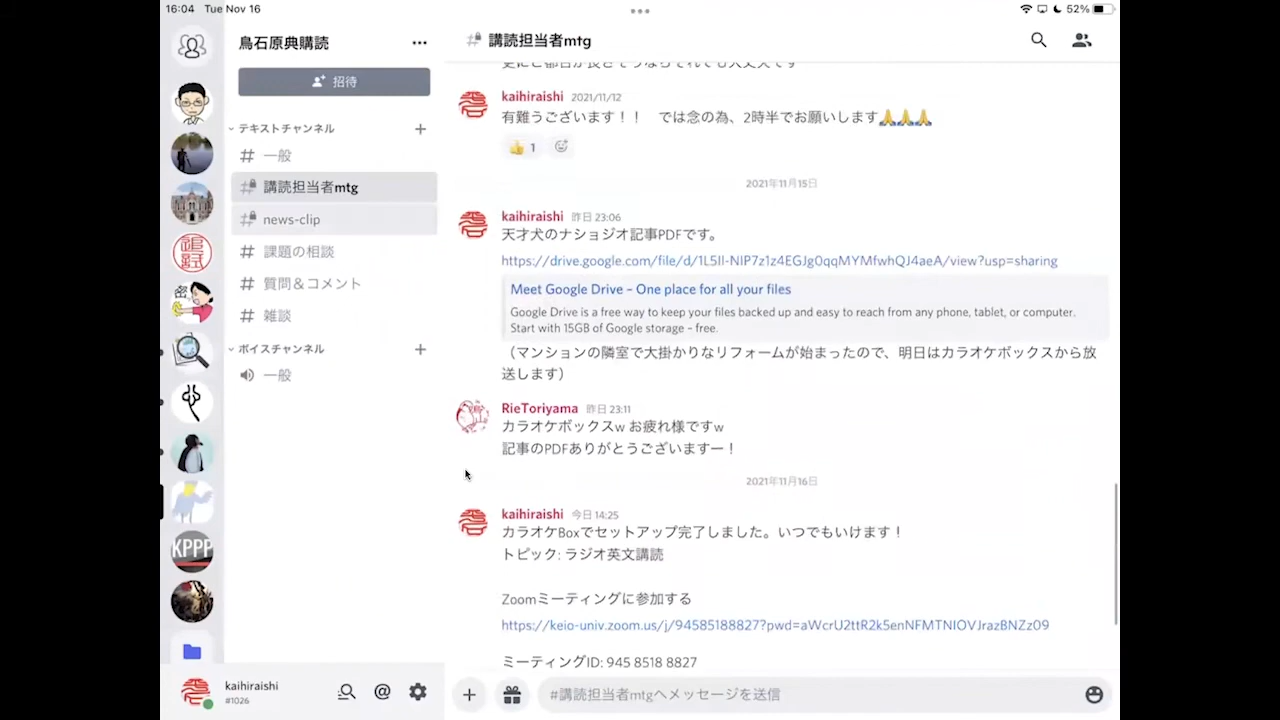 16:04 Tue Nov 16
52%
鳥石原典購読
招待
テキストチャンネル
一般
講読担当者mtg
news-clip
課題の相談
質問＆コメント
雑談
ボイスチャンネル
一般
kaihiraishi
#1026
KPPP
講読担当者mtg
kaihiraishi 2021/11/12
有難うございます！！　では念の為、2時半でお願いします🙏🙏🙏
👍 1
2021年11月15日
kaihiraishi 昨日 23:06
天才犬のナショジオ記事PDFです。
https://drive.google.com/file/d/1L5Il-NIP7z1z4EGJg0qqMYMfwhQJ4aeA/view?usp=sharing
Meet Google Drive – One place for all your files
Google Drive is a free way to keep your files backed up and easy to reach from any phone, tablet, or computer.
Start with 15GB of Google storage – free.
（マンションの隣室で大掛かりなリフォームが始まったので、明日はカラオケボックスから放
送します）
RieToriyama 昨日 23:11
カラオケボックスw お疲れ様ですw
記事のPDFありがとうございますー！
2021年11月16日
kaihiraishi 今日 14:25
カラオケBoxでセットアップ完了しました。いつでもいけます！
トピック: ラジオ英文購読
Zoomミーティングに参加する
https://keio-univ.zoom.us/j/94585188827?pwd=aWcrU2ttR2k5enNFMTNIOVJrazBNZz09
ミーティングID: 945 8518 8827
#講読担当者mtgへメッセージを送信